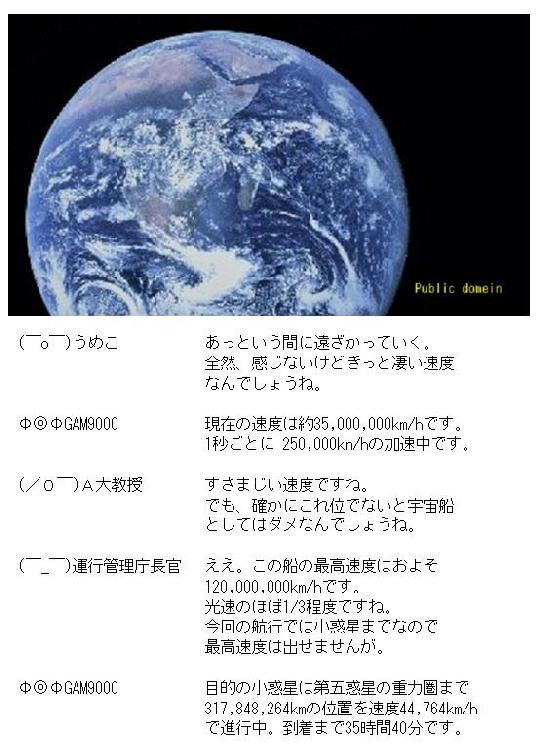 Public domein
(￣o￣)うめこ　あっという間に遠ざかっていく。
全然、感じないけどきっと凄い速度
なんでしょうね。
Φ◎ΦGAM9000　現在の速度は約35,000,000km/hです。
1秒ごとに 250,000km/hの加速中です。
(／０￣)Ａ大教授　すさまじい速度ですね。
でも、確かにこれ位でないと宇宙船
としてはダメなんでしょうね。
(￣_￣)運行管理庁長官　ええ。この船の最高速度はおよそ
120,000,000km/hです。
光速のほぼ1/3程度ですね。
今回の航行では小惑星までなので
最高速度は出せませんが。
Φ◎ΦGAM9000　目的の小惑星は第五惑星の重力圏まで
317,848,264kmの位置を速度44,764km/h
で進行中。到着まで35時間40分です。